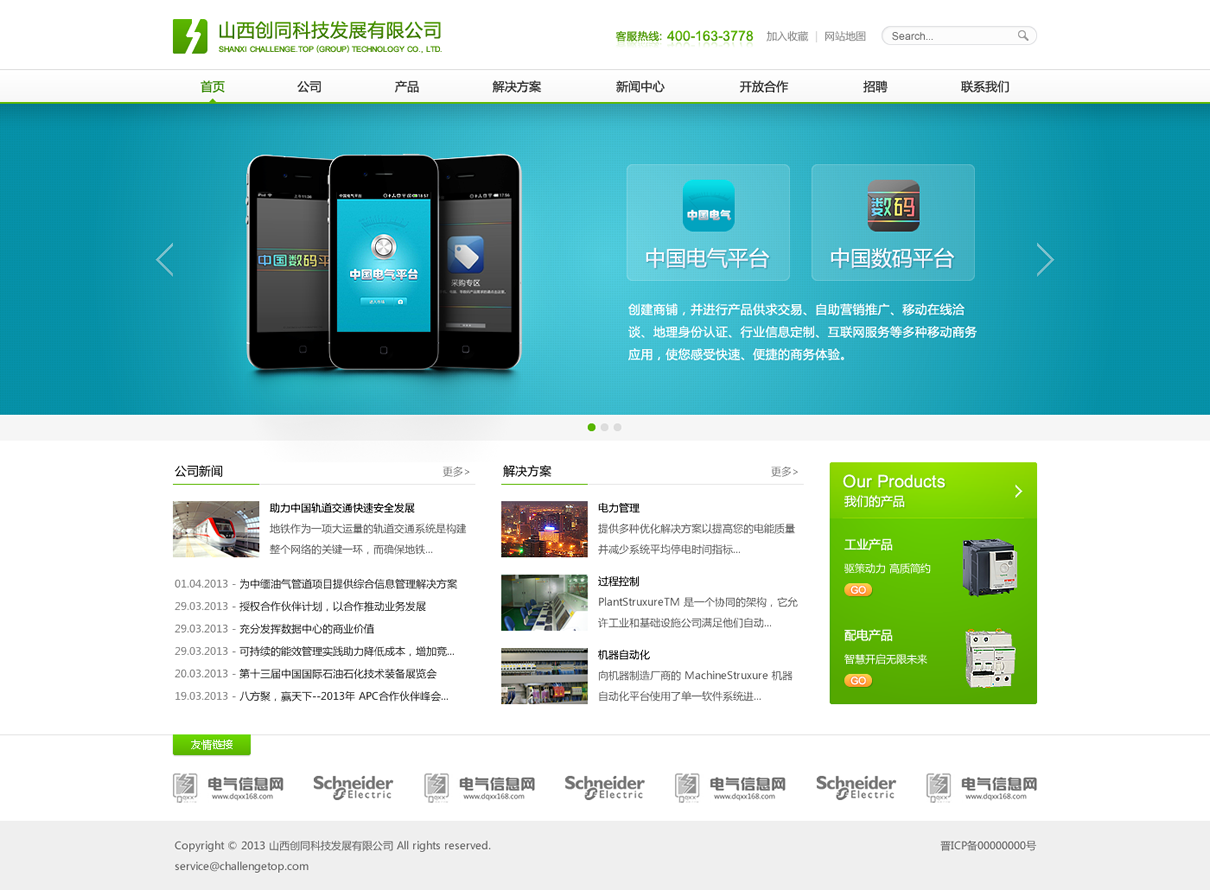 山西创同科技发展有限公司
SHANXI CHALLENGE.TOP (GROUP) TECHNOLOGY CO., LTD.
客服热线: 400-163-3778 加入收藏 | 网站地图 Search...
首页 公司 产品 解决方案 新闻中心 开放合作 招聘 联系我们
中国数码平
中国电气平台
中国电气平台
采购专区
中国电气
数码
中国电气平台 中国数码平台
创建商铺，并进行产品供求交易、自助营销推广、移动在线洽
谈、地理身份认证、行业信息定制、互联网服务等多种移动商务
应用，使您感受快速、便捷的商务体验。
公司新闻 更多>
助力中国轨道交通快速安全发展
地铁作为一项大运量的轨道交通系统是构建
整个网络的关键一环，而确保地铁...
01.04.2013 - 为中缅油气管道项目提供综合信息管理解决方案
29.03.2013 - 授权合作伙伴计划，以合作推动业务发展
29.03.2013 - 充分发挥数据中心的商业价值
29.03.2013 - 可持续的能效管理实践助力降低成本，增加竞...
20.03.2013 - 第十三届中国国际石油石化技术装备展览会
19.03.2013 - 八方聚，赢天下--2013年 APC合作伙伴峰会...
解决方案 更多>
电力管理
提供多种优化解决方案以提高您的电能质量
并减少系统平均停电时间指标...
过程控制
PlantStruxureTM 是一个协同的架构，它允
许工业和基础设施公司满足他们自动...
机器自动化
向机器制造厂商的 MachineStruxure 机器
自动化平台使用了单一软件系统进...
Our Products
我们的产品
工业产品
驱策动力 高质简约
GO
配电产品
智慧开启无限未来
GO
友情链接
电气信息网 www.dqxx168.com
Schneider Electric
电气信息网 www.dqxx168.com
Schneider Electric
电气信息网 www.dqxx168.com
Schneider Electric
电气信息网 www.dqxx168.com
Copyright © 2013 山西创同科技发展有限公司 All rights reserved. 晋ICP备00000000号
service@challengetop.com